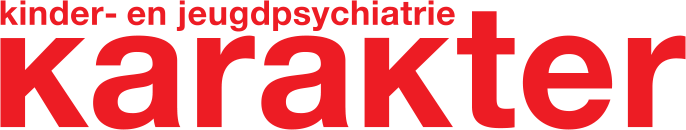 kinder- en jeugdpsychiatrie
karakter